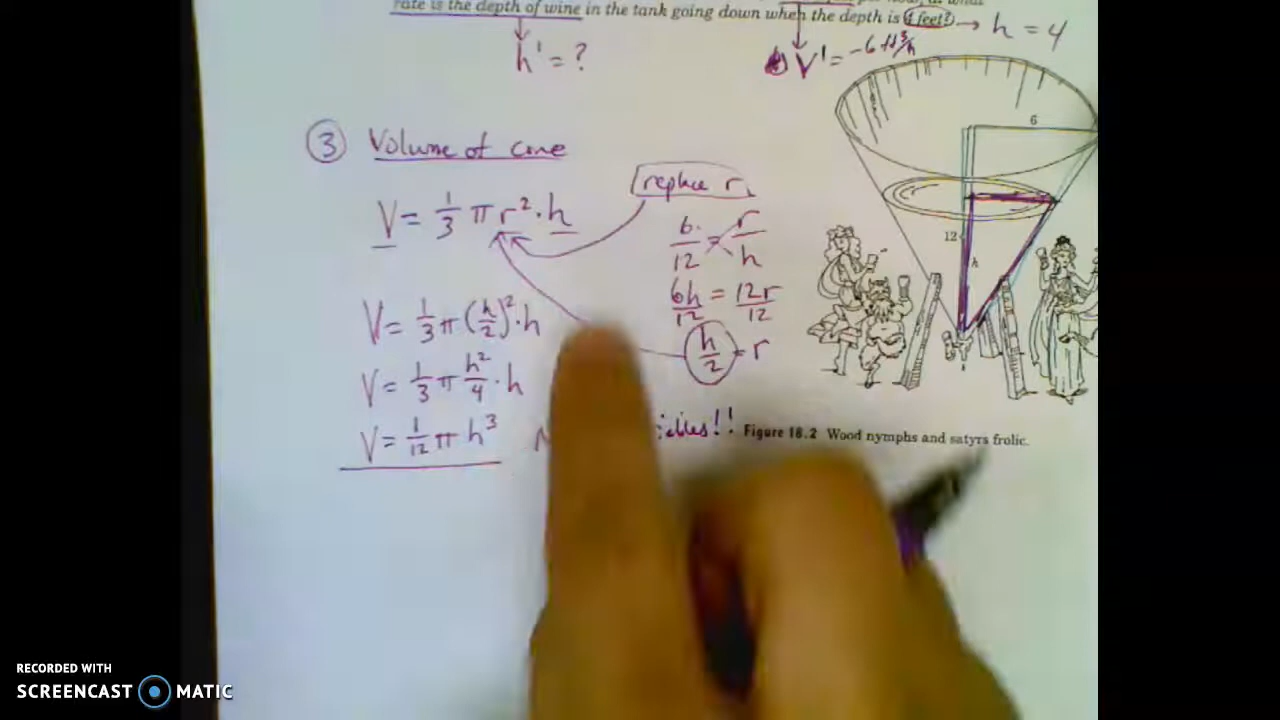 rate is the depth of wine in the tank going down when the depth is 4 feet? → h = 4
h' = ?
V' = -6 ft³/h
③ Volume of cone
V = 1/3 π r² · h
replace r
6/12 = r/h
6h/12 = 12r/12
h/2 = r
V = 1/3 π (h/2)² · h
V = 1/3 π h²/4 · h
V = 1/12 π h³
6
12
h
Figure 18.2 Wood nymphs and satyrs frolic.
RECORDED WITH
SCREENCAST MATIC